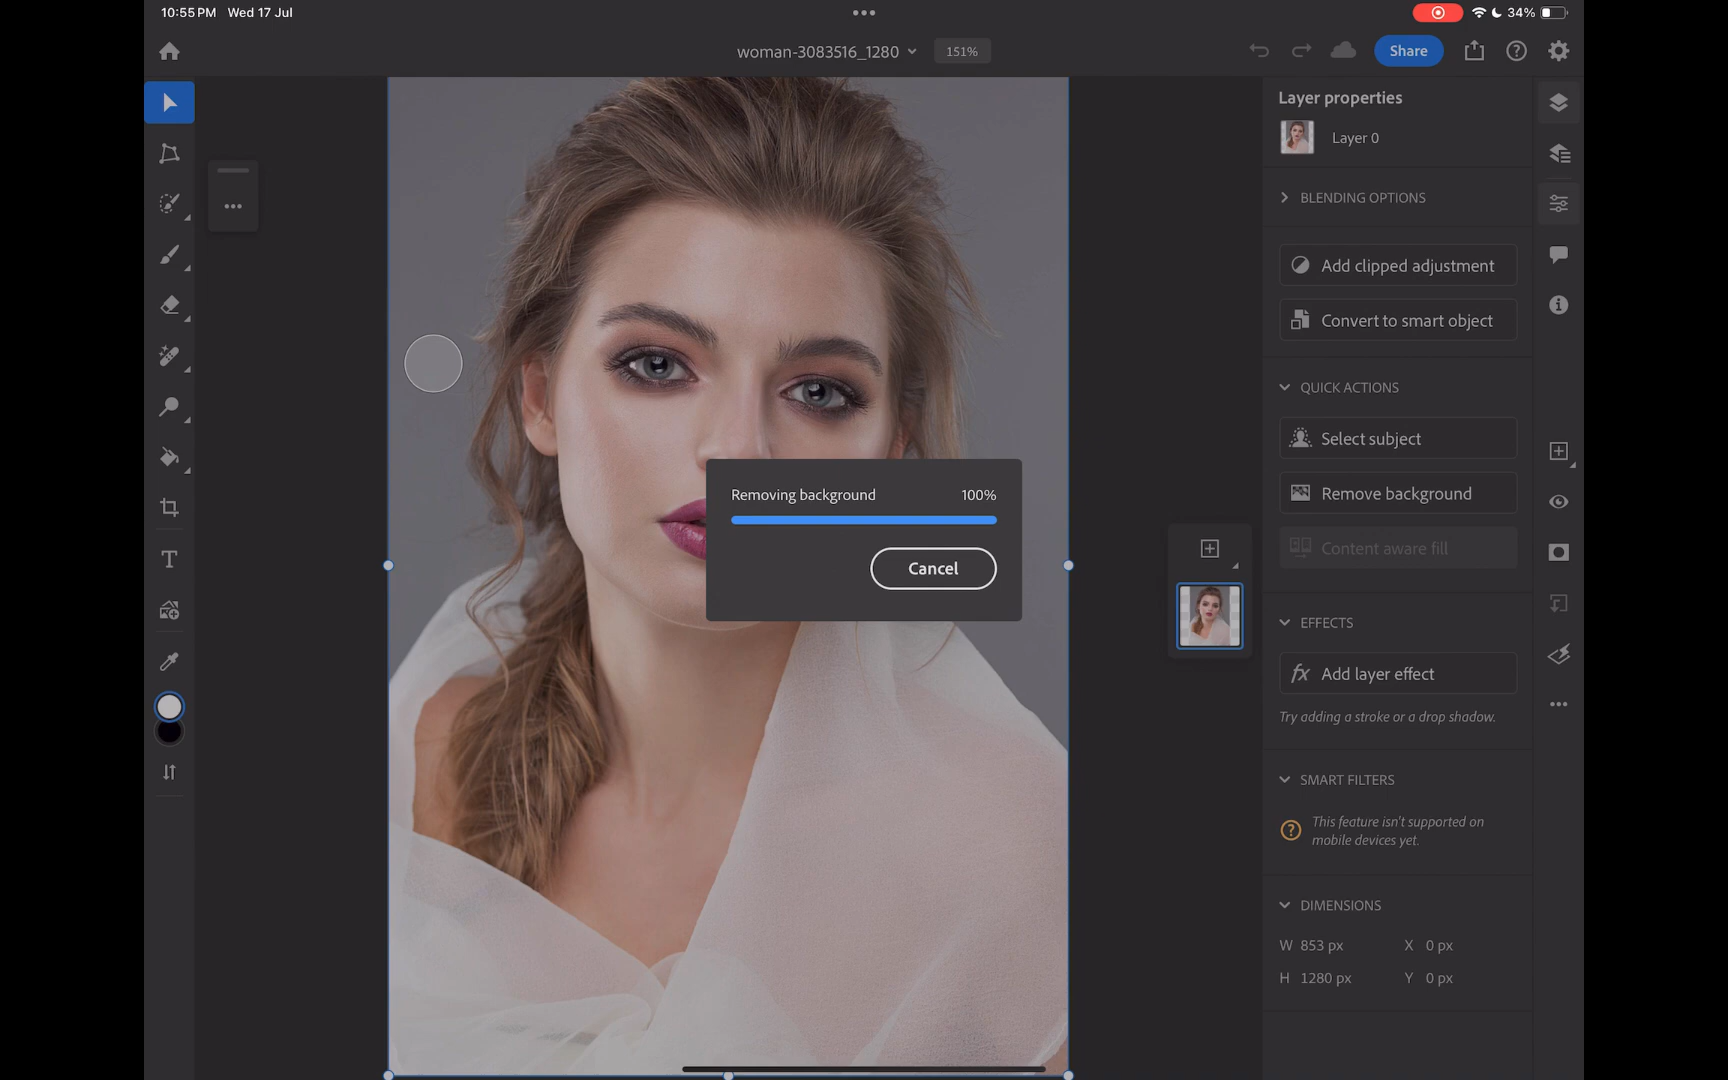 10:55 PM Wed 17 Jul
34%
woman-3083516_1280
151%
Share
Layer properties
Layer 0
BLENDING OPTIONS
Add clipped adjustment
Convert to smart object
QUICK ACTIONS
Select subject
Remove background
Content aware fill
Removing background 100%
Cancel
EFFECTS
fx Add layer effect
Try adding a stroke or a drop shadow.
SMART FILTERS
This feature isn't supported on
mobile devices yet.
DIMENSIONS
W 853 px X 0 px
H 1280 px Y 0 px